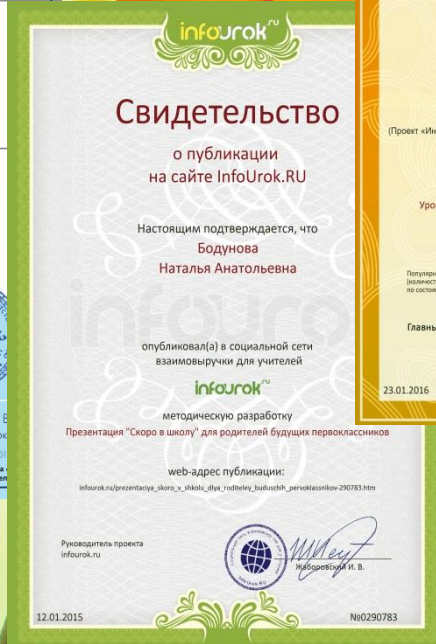 infourok.ru
Свидетельство
о публикации
на сайте InfoUrok.RU
Настоящим подтверждается, что
Бодунова
Наталья Анатольевна
опубликовал(а) в социальной сети
взаимовыручки для учителей
infourok.ru
методическую разработку
Презентация "Скоро в школу" для родителей будущих первоклассников
web-адрес публикации:
infourok.ru/prezentaciya_skoro_v_shkolu_dlya_roditeley_buduschih_pervoklassnikov-290783.htm
Руководитель проекта
infourok.ru
Жаборовский И. В.
12.01.2015
№0290783
(Проект «Ин
Уро
Популярн
(количест
по состоя
Главны
23.01.2016